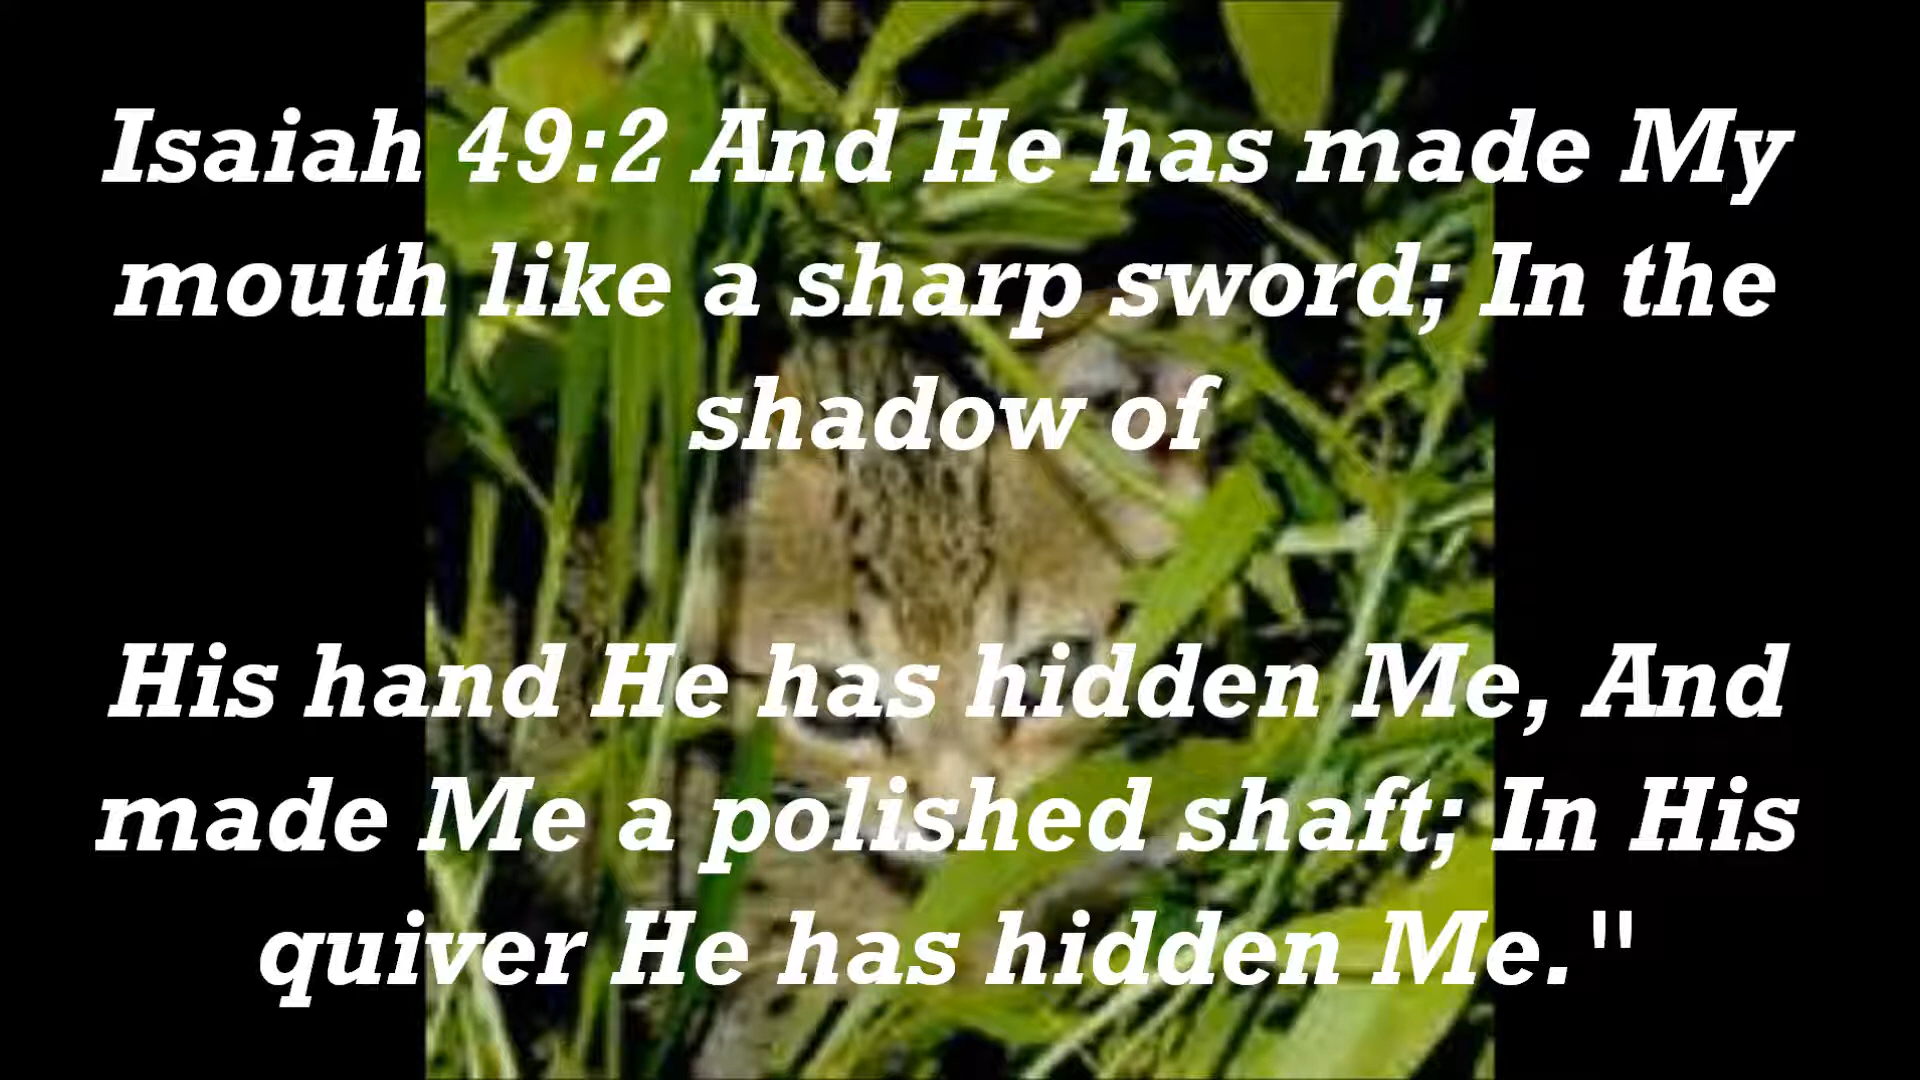 Isaiah 49:2 And He has made My
mouth like a sharp sword; In the
shadow of
His hand He has hidden Me, And
made Me a polished shaft; In His
quiver He has hidden Me."